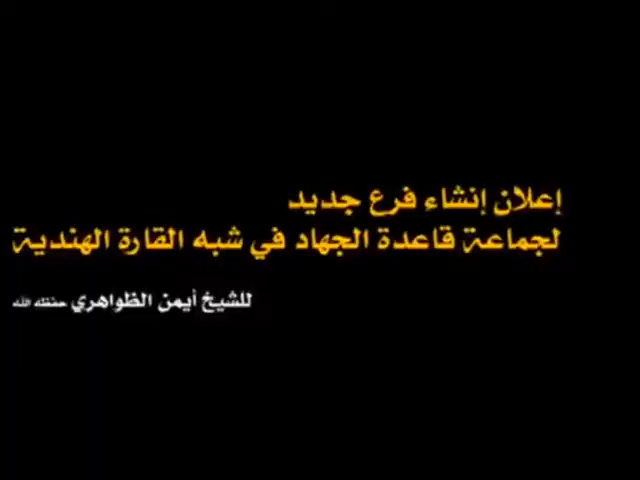 إعلان إنشاء فرع جديد
لجماعة قاعدة الجهاد في شبه القارة الهندية
للشيخ أيمن الظواهري حفظه الله